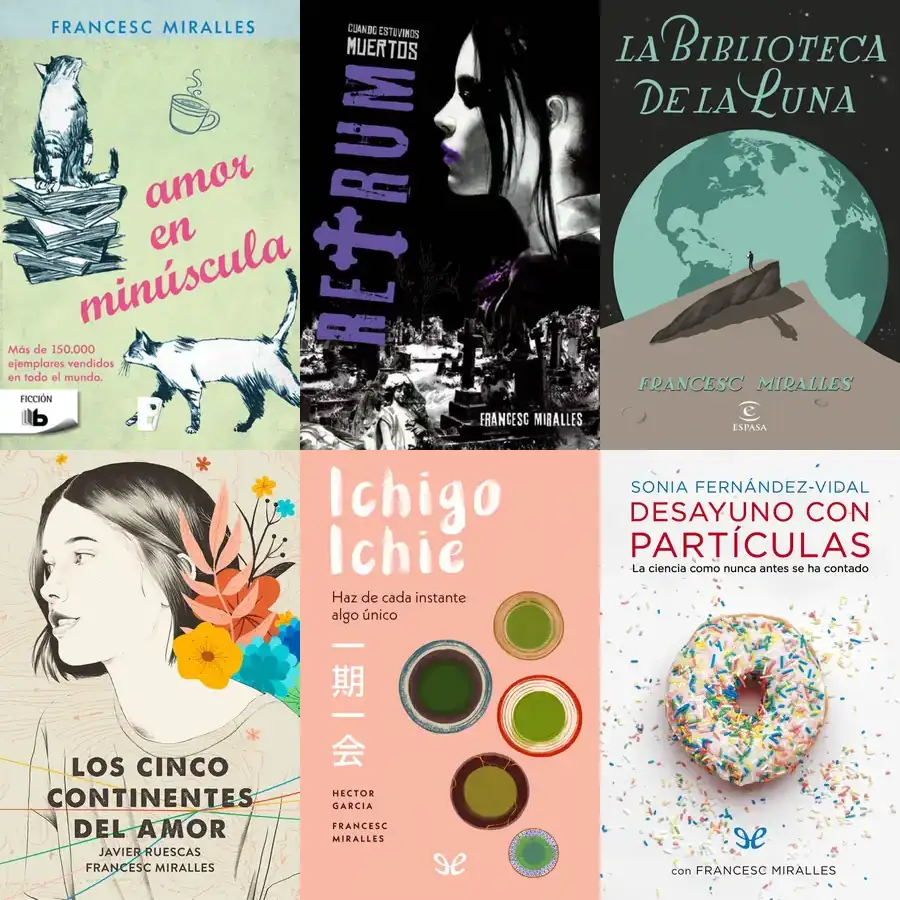 FRANCESC MIRALLES
amor
en
minúscula
Más de 150.000
ejemplares vendidos
en todo el mundo.
FICCIÓN
b
CUANDO ESTUVIMOS
MUERTOS
RETRUM
FRANCESC MIRALLES
LA BIBLIOTECA
DE LA LUNA
FRANCESC MIRALLES
ESPASA
LOS CINCO
CONTINENTES
DEL AMOR
JAVIER RUESCAS
FRANCESC MIRALLES
Ichigo
Ichie
Haz de cada instante
algo único
一期一会
HECTOR
GARCIA
FRANCESC
MIRALLES
SONIA FERNÁNDEZ-VIDAL
DESAYUNO CON
PARTÍCULAS
La ciencia como nunca antes se ha contado
con FRANCESC MIRALLES